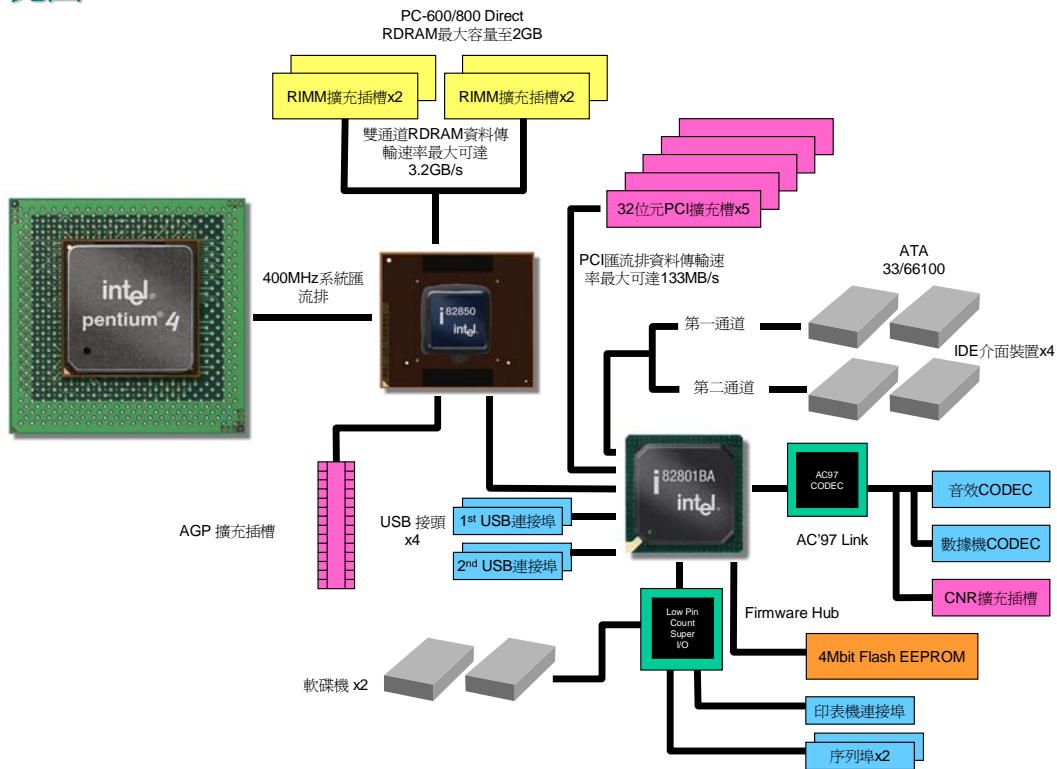 PC-600/800 Direct
RDRAM最大容量至2GB
RIMM擴充插槽x2
RIMM擴充插槽x2
雙通道RDRAM資料傳
輸速率最大可達
3.2GB/s
32位元PCI擴充槽x5
PCI匯流排資料傳輸速
率最大可達133MB/s
ATA
33/66100
intel®
pentium® 4
400MHz系統匯
流排
i 82850
intel®
第一通道
第二通道
IDE介面裝置x4
AGP 擴充插槽
USB 接頭
x4
1st USB連接埠
2nd USB連接埠
i 82801BA
intel®
AC97
CODEC
AC'97 Link
音效CODEC
數據機CODEC
CNR擴充插槽
Low Pin
Count
Super
I/O
Firmware Hub
4Mbit Flash EEPROM
軟碟機 x2
印表機連接埠
序列埠x2